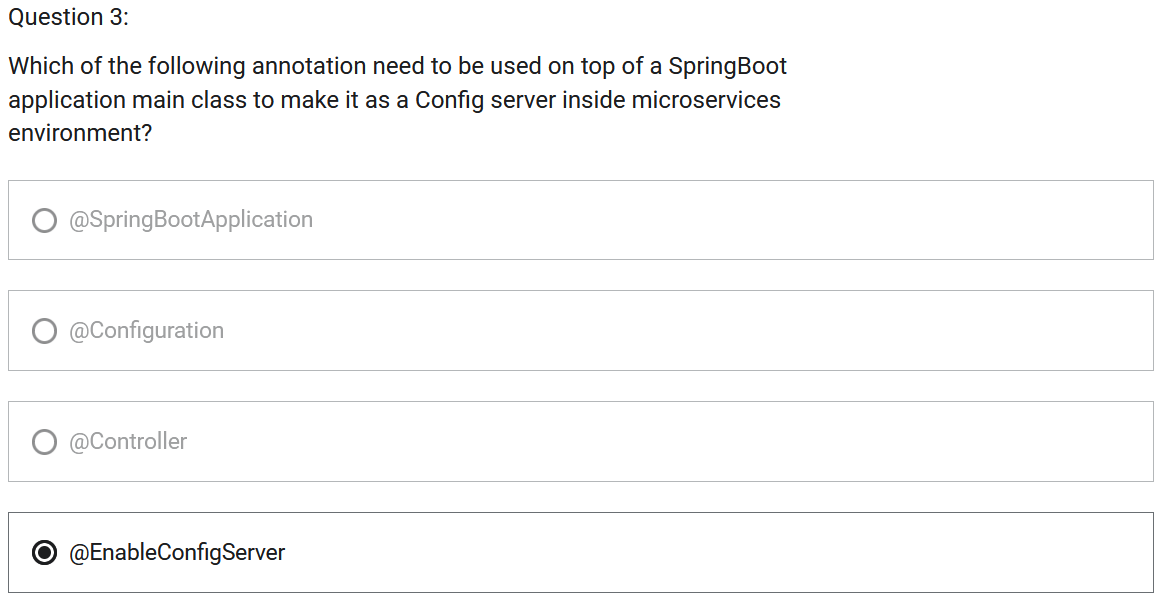 Question 3:
Which of the following annotation need to be used on top of a SpringBoot
application main class to make it as a Config server inside microservices
environment?
@SpringBootApplication
@Configuration
@Controller
@EnableConfigServer